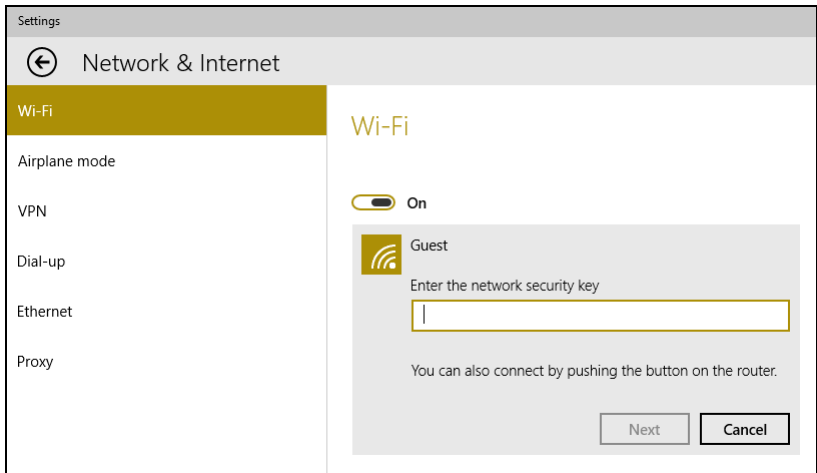 Settings
Network & Internet
Wi-Fi
Airplane mode
VPN
Dial-up
Ethernet
Proxy
Wi-Fi
On
Guest
Enter the network security key
You can also connect by pushing the button on the router.
Next
Cancel